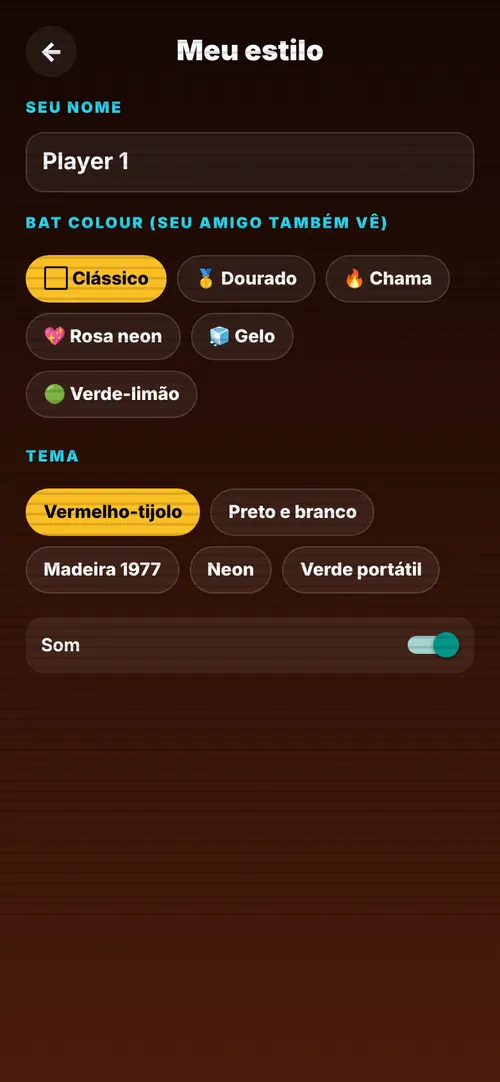 Meu estilo
SEU NOME
Player 1
BAT COLOUR (SEU AMIGO TAMBÉM VÊ)
Clássico
🥇 Dourado
🔥 Chama
💖 Rosa neon
🧊 Gelo
🟢 Verde-limão
TEMA
Vermelho-tijolo
Preto e branco
Madeira 1977
Neon
Verde portátil
Som